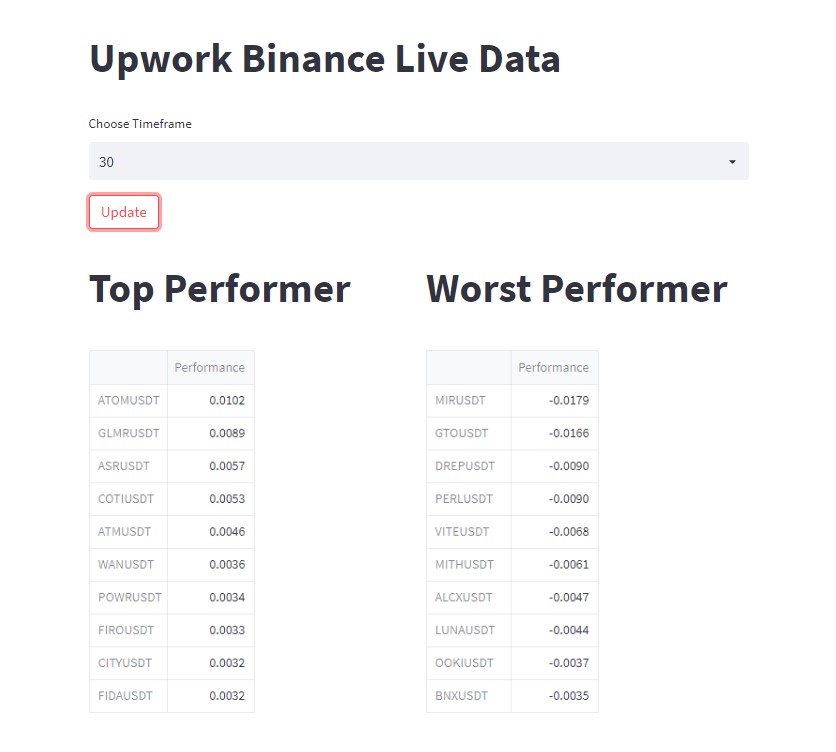 Upwork Binance Live Data
Choose Timeframe
30
Update
Top Performer
Performance
ATOMUSDT 0.0102
GLMRUSDT 0.0089
ASRUSDT 0.0057
COTIUSDT 0.0053
ATMUSDT 0.0046
WANUSDT 0.0036
POWRUSDT 0.0034
FIROUSDT 0.0033
CITYUSDT 0.0032
FIDAUSDT 0.0032
Worst Performer
Performance
MIRUSDT -0.0179
GTOUSDT -0.0166
DREPUSDT -0.0090
PERLUSDT -0.0090
VITEUSDT -0.0068
MITHUSDT -0.0061
ALCXUSDT -0.0047
LUNAUSDT -0.0044
OOKIUSDT -0.0037
BNXUSDT -0.0035